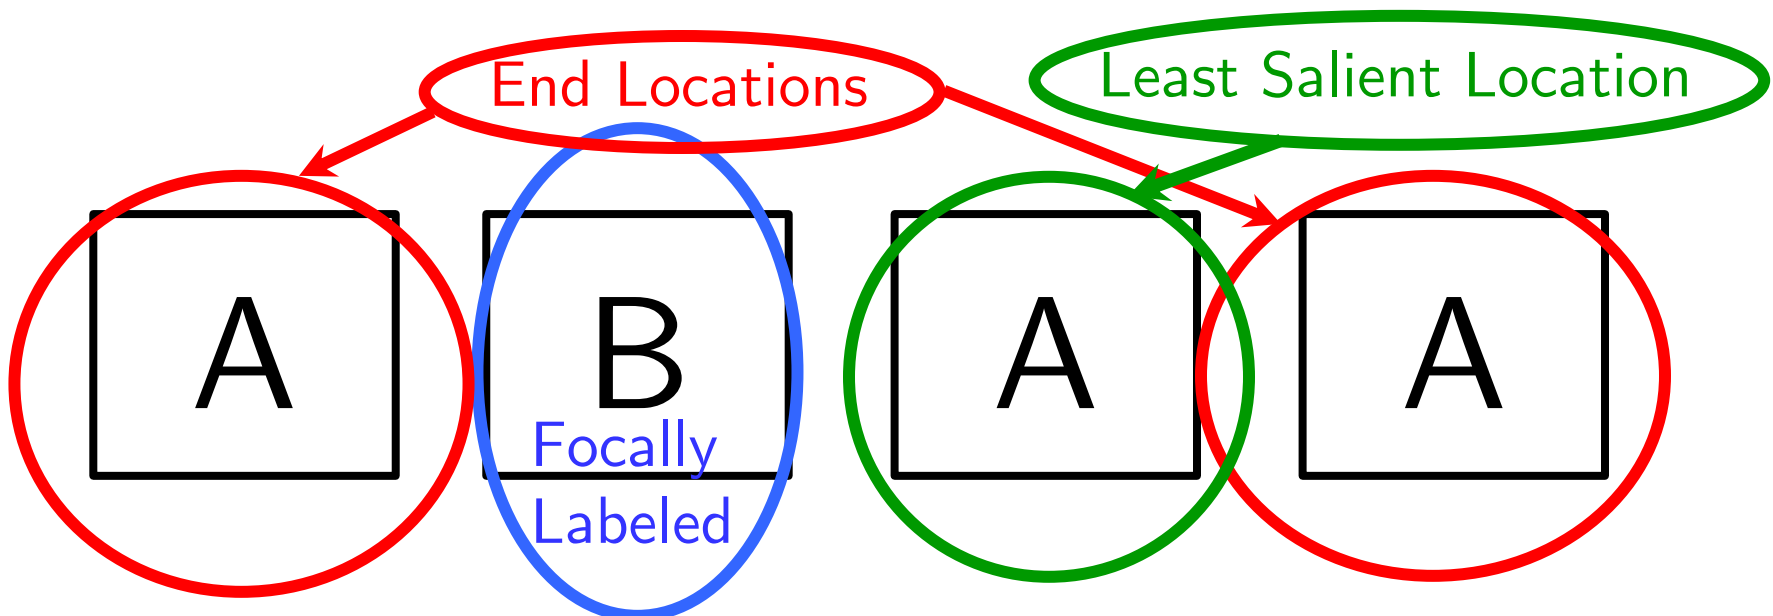 End Locations
Least Salient Location
A
B
A
A
Focally
Labeled